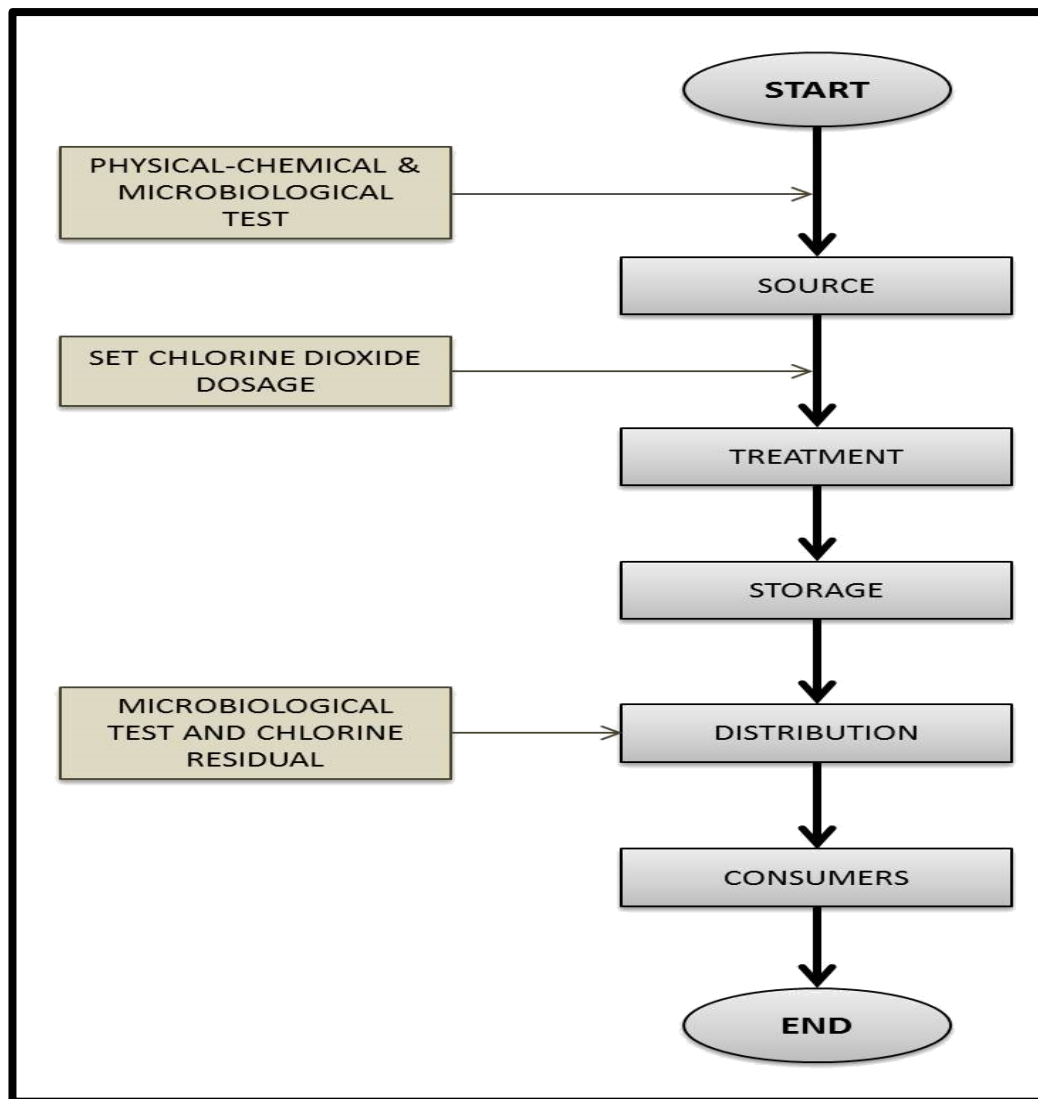 START
PHYSICAL-CHEMICAL &
MICROBIOLOGICAL
TEST
SOURCE
SET CHLORINE DIOXIDE
DOSAGE
TREATMENT
STORAGE
MICROBIOLOGICAL
TEST AND CHLORINE
RESIDUAL
DISTRIBUTION
CONSUMERS
END